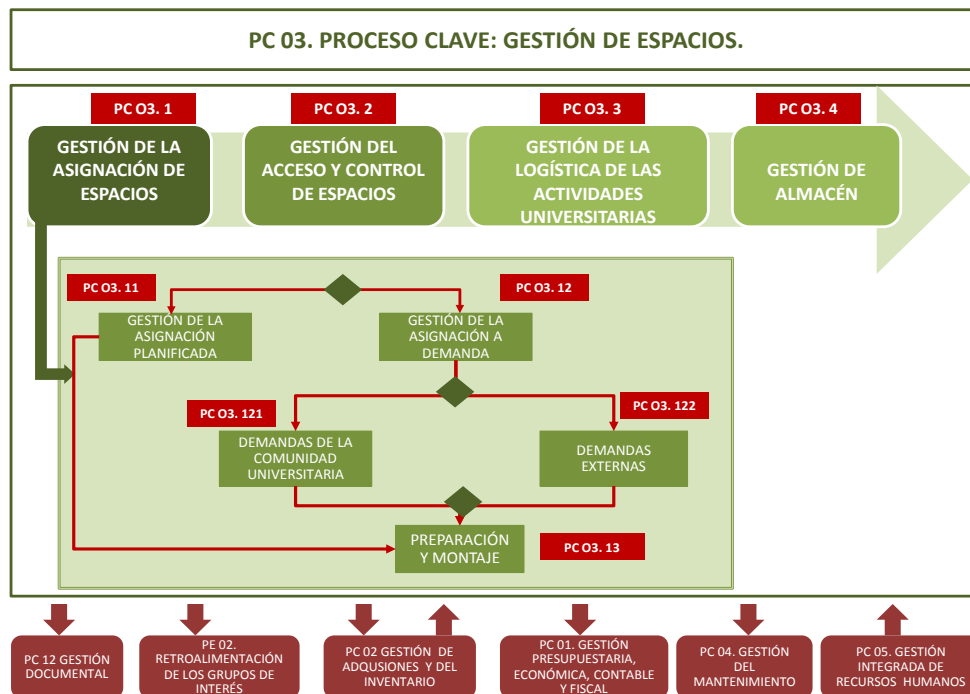 PC 03. PROCESO CLAVE: GESTIÓN DE ESPACIOS.
PC O3. 1
PC O3. 2
PC O3. 3
PC O3. 4
GESTIÓN DE LA
ASIGNACIÓN DE
ESPACIOS
GESTIÓN DEL
ACCESO Y CONTROL
DE ESPACIOS
GESTIÓN DE LA
LOGÍSTICA DE LAS
ACTIVIDADES
UNIVERSITARIAS
GESTIÓN DE
ALMACÉN
PC O3. 11
PC O3. 12
GESTIÓN DE LA
ASIGNACIÓN
PLANIFICADA
GESTIÓN DE LA
ASIGNACIÓN A
DEMANDA
PC O3. 121
PC O3. 122
DEMANDAS DE LA
COMUNIDAD
UNIVERSITARIA
DEMANDAS
EXTERNAS
PREPARACIÓN
Y MONTAJE
PC O3. 13
PC 12 GESTIÓN
DOCUMENTAL
PE 02.
RETROALIMENTACIÓN
DE LOS GRUPOS DE
INTERÉS
PC 02 GESTIÓN DE
ADQUSIONES Y DEL
INVENTARIO
PC 01. GESTIÓN
PRESUPUESTARIA,
ECONÓMICA, CONTABLE
Y FISCAL
PC 04. GESTIÓN
DEL
MANTENIMIENTO
PC 05. GESTIÓN
INTEGRADA DE
RECURSOS HUMANOS